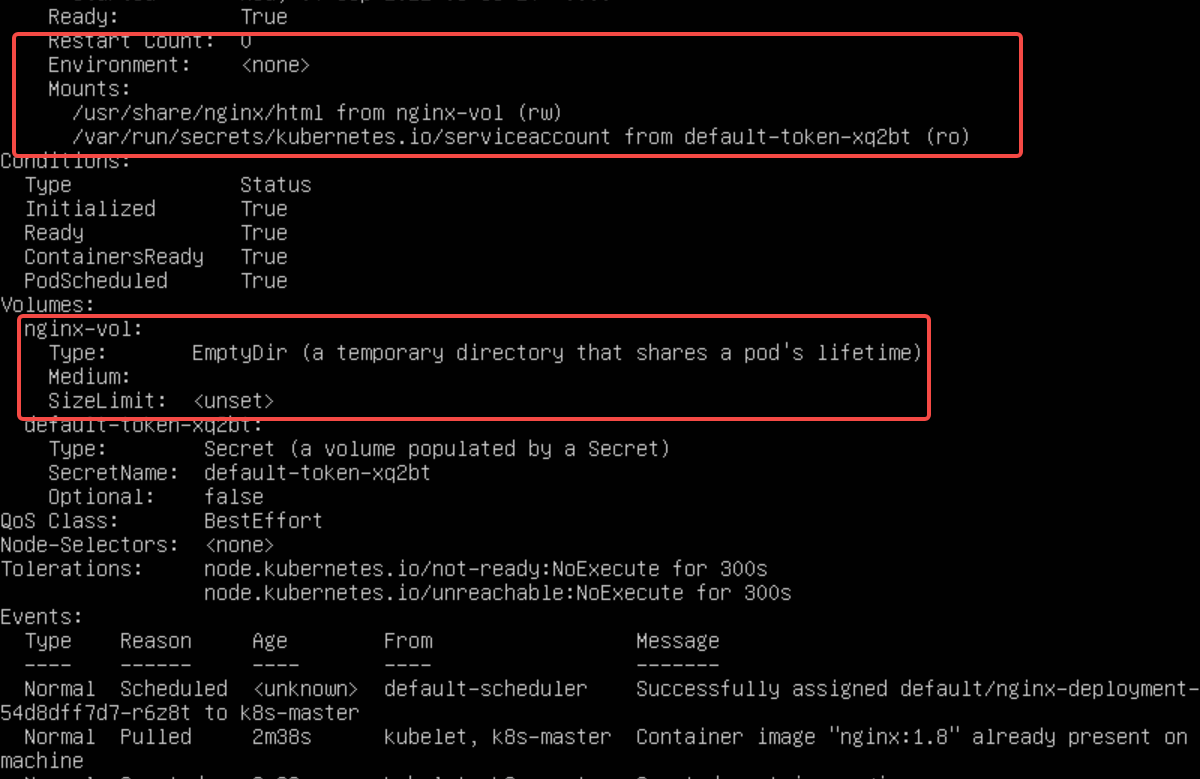 Ready: True
Restart Count: 0
Environment: <none>
Mounts:
/usr/share/nginx/html from nginx-vol (rw)
/var/run/secrets/kubernetes.io/serviceaccount from default-token-xq2bt (ro)
Conditions:
Type Status
Initialized True
Ready True
ContainersReady True
PodScheduled True
Volumes:
nginx-vol:
Type: EmptyDir (a temporary directory that shares a pod's lifetime)
Medium:
SizeLimit: <unset>
default-token-xq2bt:
Type: Secret (a volume populated by a Secret)
SecretName: default-token-xq2bt
Optional: false
QoS Class: BestEffort
Node-Selectors: <none>
Tolerations: node.kubernetes.io/not-ready:NoExecute for 300s
node.kubernetes.io/unreachable:NoExecute for 300s
Events:
Type Reason Age From Message
---- ------ ---- ---- -------
Normal Scheduled <unknown> default-scheduler Successfully assigned default/nginx-deployment-
54d8dff7d7-r6z8t to k8s-master
Normal Pulled 2m38s kubelet, k8s-master Container image "nginx:1.8" already present on
machine